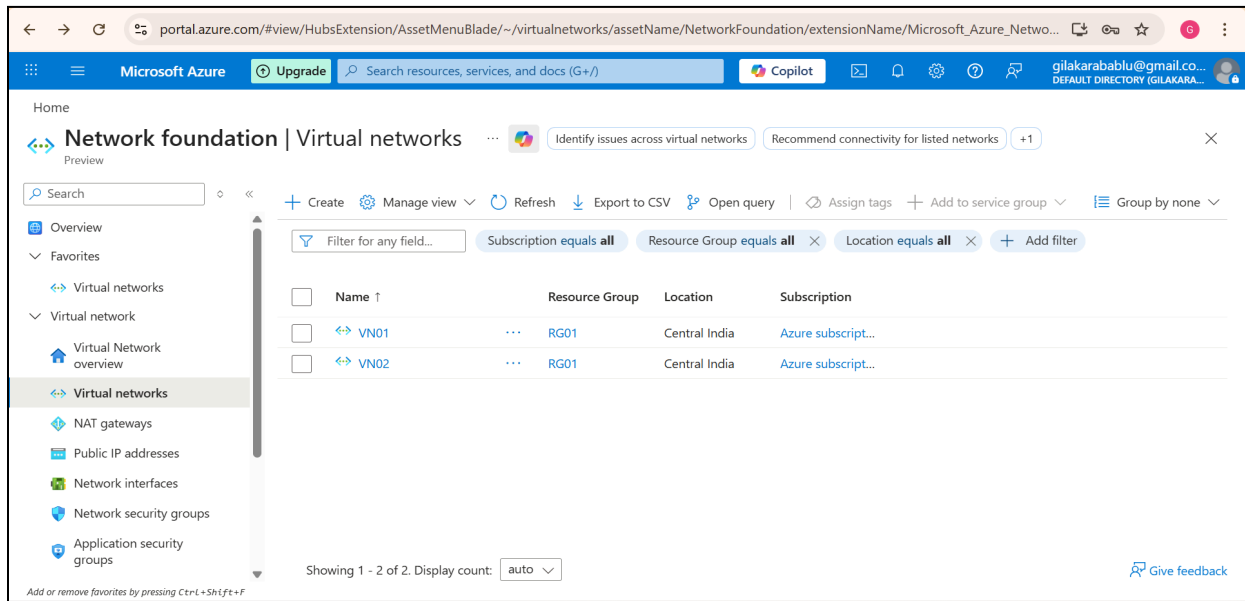 portal.azure.com/#view/HubsExtension/AssetMenuBlade/~/virtualnetworks/assetName/NetworkFoundation/extensionName/Microsoft_Azure_Netwo...
G
Microsoft Azure
Upgrade
Search resources, services, and docs (G+/)
Copilot
gilakarabablu@gmail.co...
DEFAULT DIRECTORY (GILAKARA...
Home
Network foundation | Virtual networks
...
Identify issues across virtual networks
Recommend connectivity for listed networks
+1
Preview
Search
Create
Manage view
Refresh
Export to CSV
Open query
Assign tags
Add to service group
Group by none
Overview
Favorites
Virtual networks
Virtual network
Virtual Network
overview
Virtual networks
NAT gateways
Public IP addresses
Network interfaces
Network security groups
Application security
groups
Add or remove favorites by pressing Ctrl+Shift+F
Filter for any field...
Subscription equals all
Resource Group equals all
Location equals all
Add filter
Name ↑ Resource Group Location Subscription
VN01 ... RG01 Central India Azure subscript...
VN02 ... RG01 Central India Azure subscript...
Showing 1 - 2 of 2. Display count: auto
Give feedback